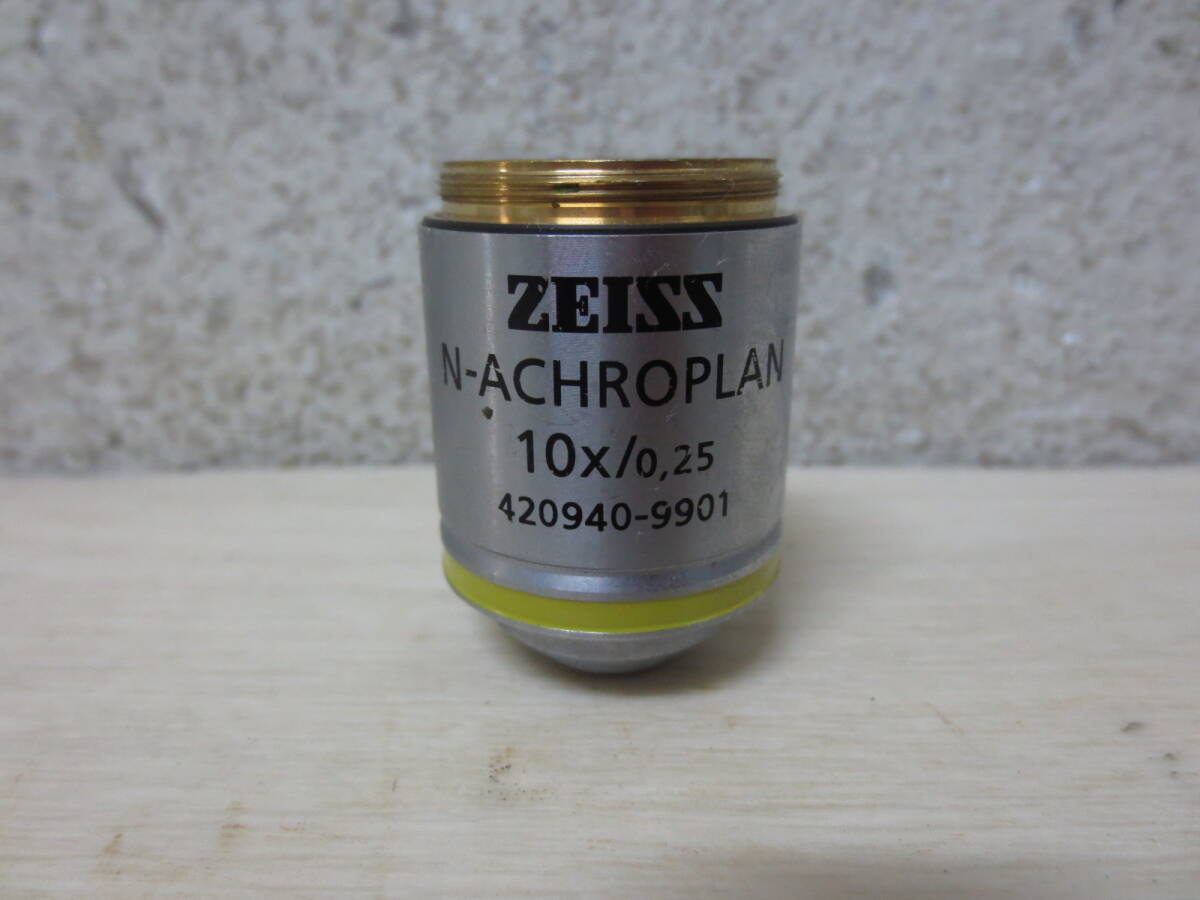 ZEISS
N-ACHROPLAN
10x/0,25
420940-9901